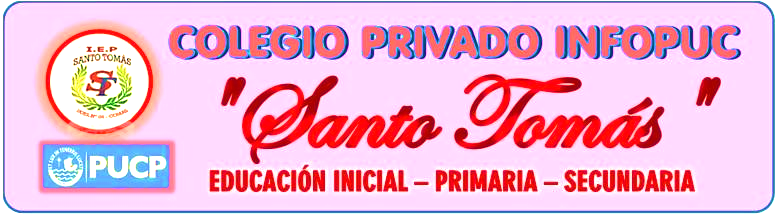 COLEGIO PRIVADO INFOPUC
"Santo Tomás"
EDUCACIÓN INICIAL – PRIMARIA – SECUNDARIA
I.E.P
SANTO TOMÁS
ST
PUCP